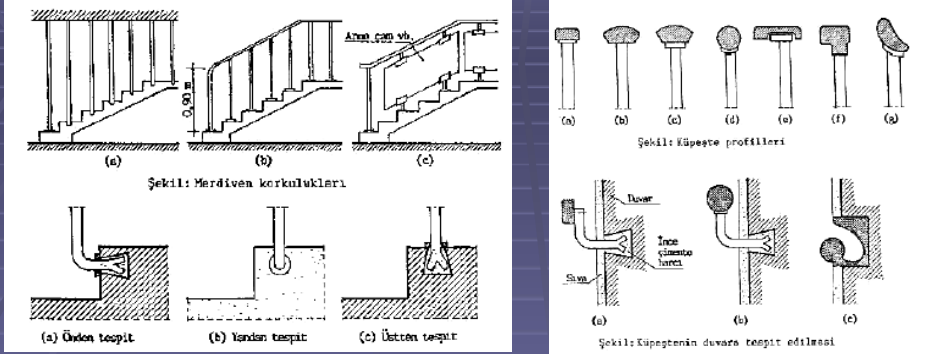 Arma cam vb.
0,90 m
(a)
(b)
(c)
Şekil: Merdiven korkulukları
(a) Önden tespit
(b) Yandan tespit
(c) Üstten tespit
(a)
(b)
(c)
(d)
(e)
(f)
(g)
Şekil: Küpeşte profilleri
Duvar
İnce
çimento
harcı
Sıva
(a)
(b)
(c)
Şekil: Küpeştenin duvara tespit edilmesi